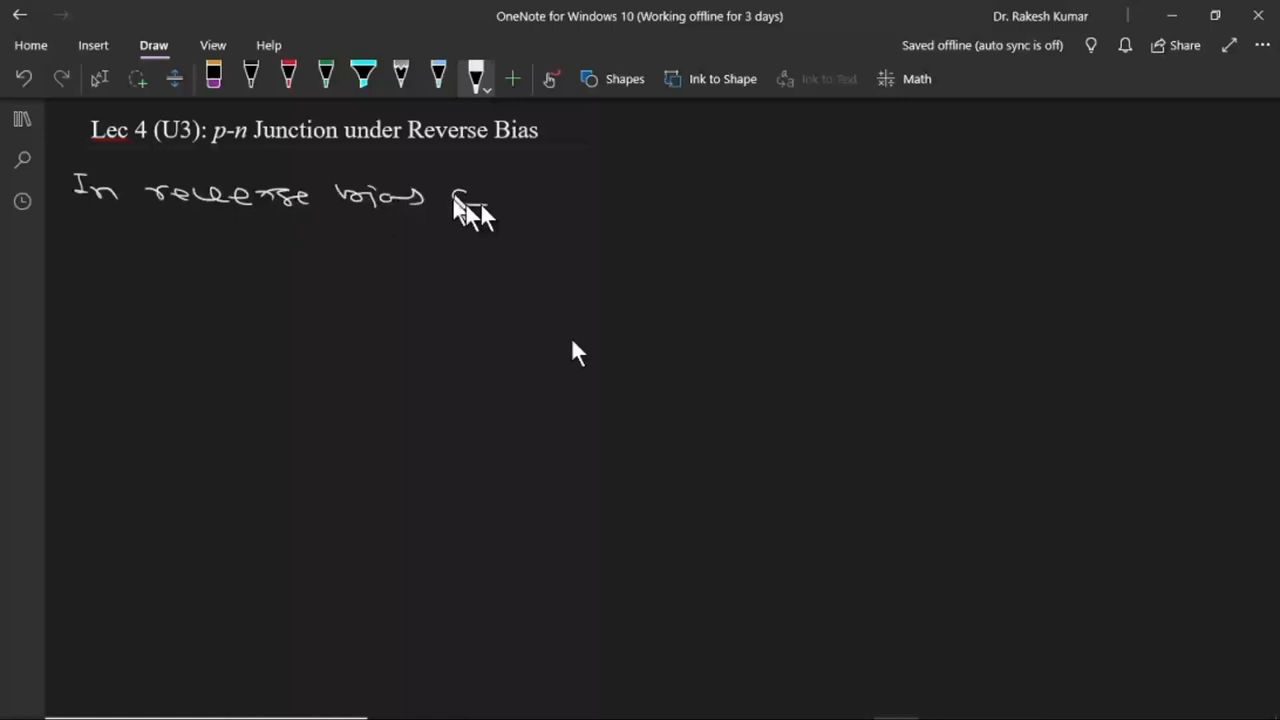 OneNote for Windows 10 (Working offline for 3 days)
Dr. Rakesh Kumar
Home Insert Draw View Help
Saved offline (auto sync is off) Share
Shapes Ink to Shape Ink to Text Math
Lec 4 (U3): p-n Junction under Reverse Bias
In reverse bias